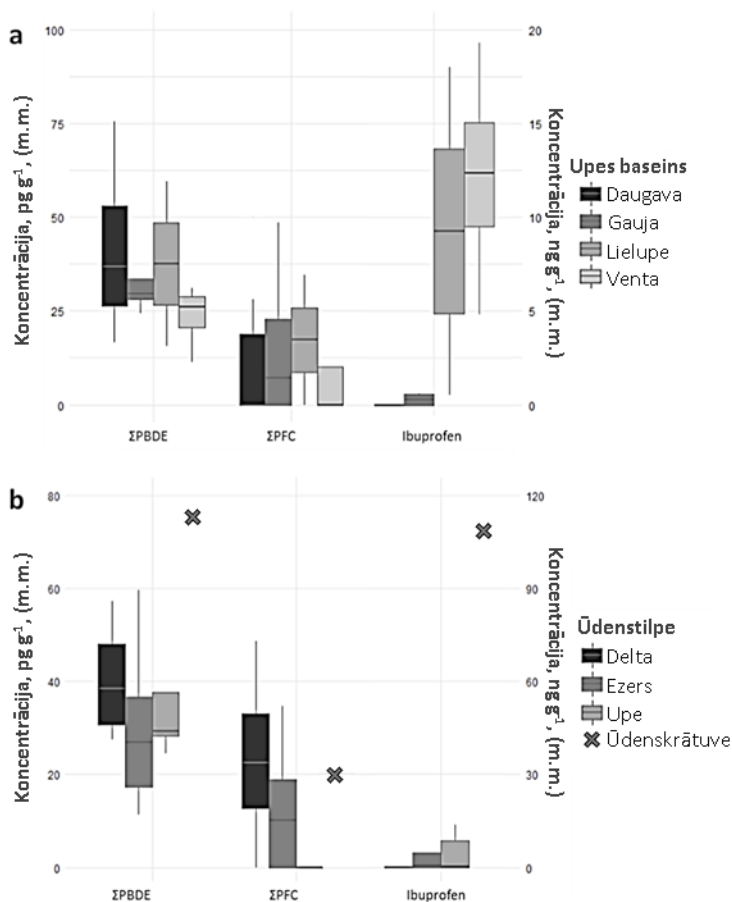 a
Koncentrācija, pg g⁻¹, (m.m.)
100
75
50
25
0
Koncentrācija, ng g⁻¹, (m.m.)
20
15
10
5
0
ΣPBDE ΣPFC Ibuprofen
Upes baseins
Daugava
Gauja
Lielupe
Venta
b
Koncentrācija, pg g⁻¹, (m.m.)
80
60
40
20
0
Koncentrācija, ng g⁻¹, (m.m.)
120
90
60
30
0
ΣPBDE ΣPFC Ibuprofen
Ūdenstilpe
Delta
Ezers
Upe
Ūdenskrātuve